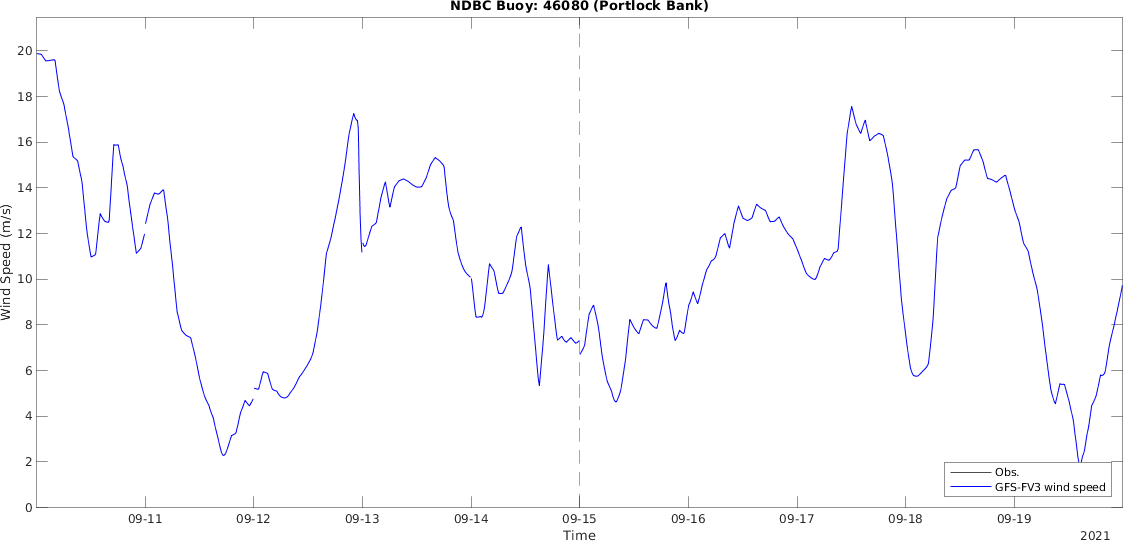 NDBC Buoy: 46080 (Portlock Bank)
Wind Speed (m/s)
20
18
16
14
12
10
8
6
4
2
0
09-11 09-12 09-13 09-14 09-15 09-16 09-17 09-18 09-19
Time
2021
Obs.
GFS-FV3 wind speed